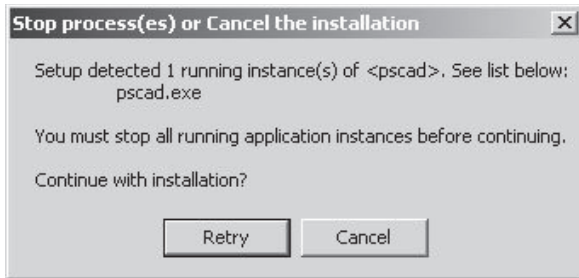 Stop process(es) or Cancel the installation
Setup detected 1 running instance(s) of <pscad>. See list below:
pscad.exe
You must stop all running application instances before continuing.
Continue with installation?
Retry
Cancel